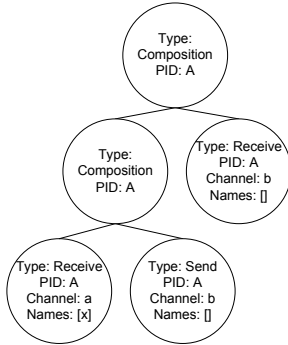 Type:
Composition
PID: A
Type:
Composition
PID: A
Type: Receive
PID: A
Channel: b
Names: []
Type: Receive
PID: A
Channel: a
Names: [x]
Type: Send
PID: A
Channel: b
Names: []